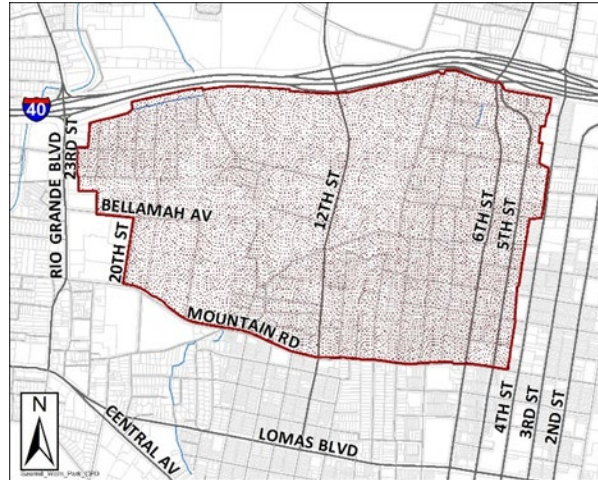 40
RIO GRANDE BLVD
23RD ST
BELLAMAH AV
20TH ST
12TH ST
6TH ST
5TH ST
MOUNTAIN RD
4TH ST
3RD ST
2ND ST
N
CENTRAL AV
LOMAS BLVD